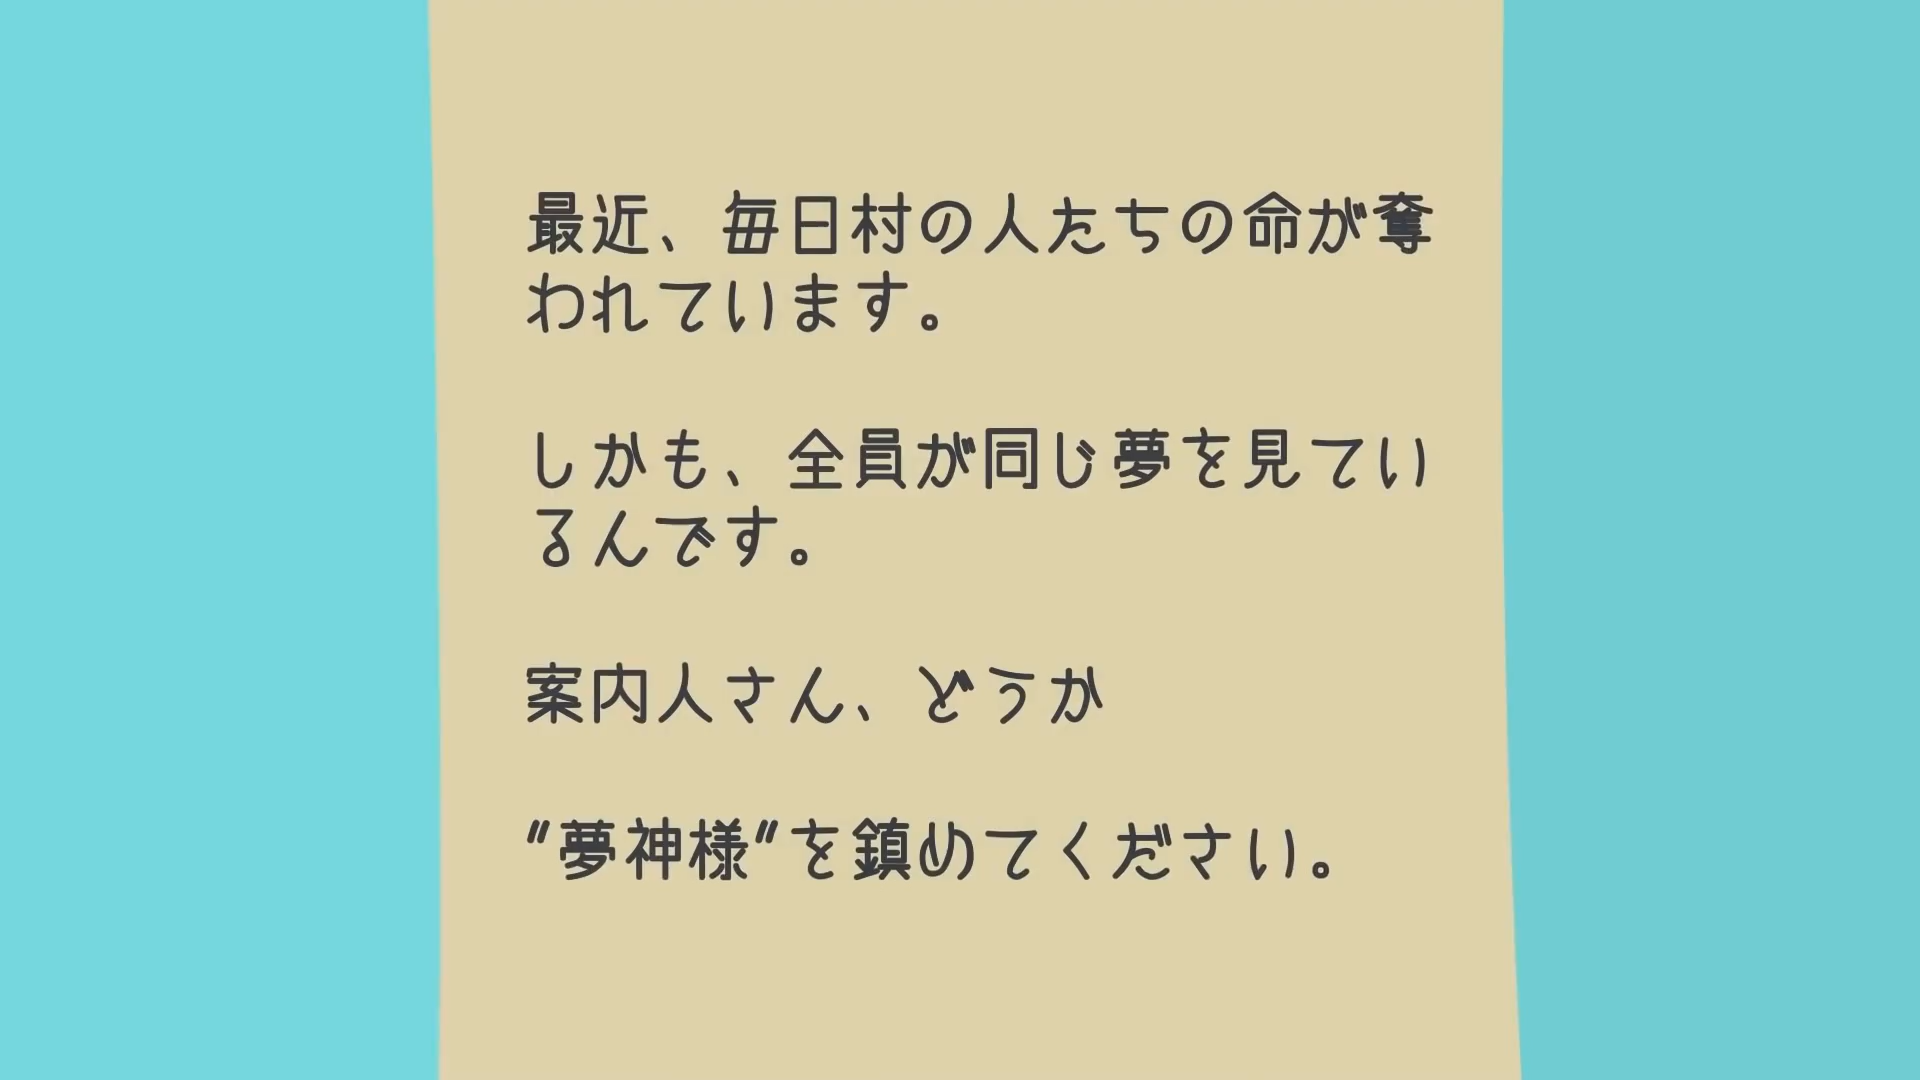 最近、毎日村の人たちの命が奪
われています。
しかも、全員が同じ夢を見てい
るんです。
案内人さん、どうか
“夢神様”を鎮めてください。